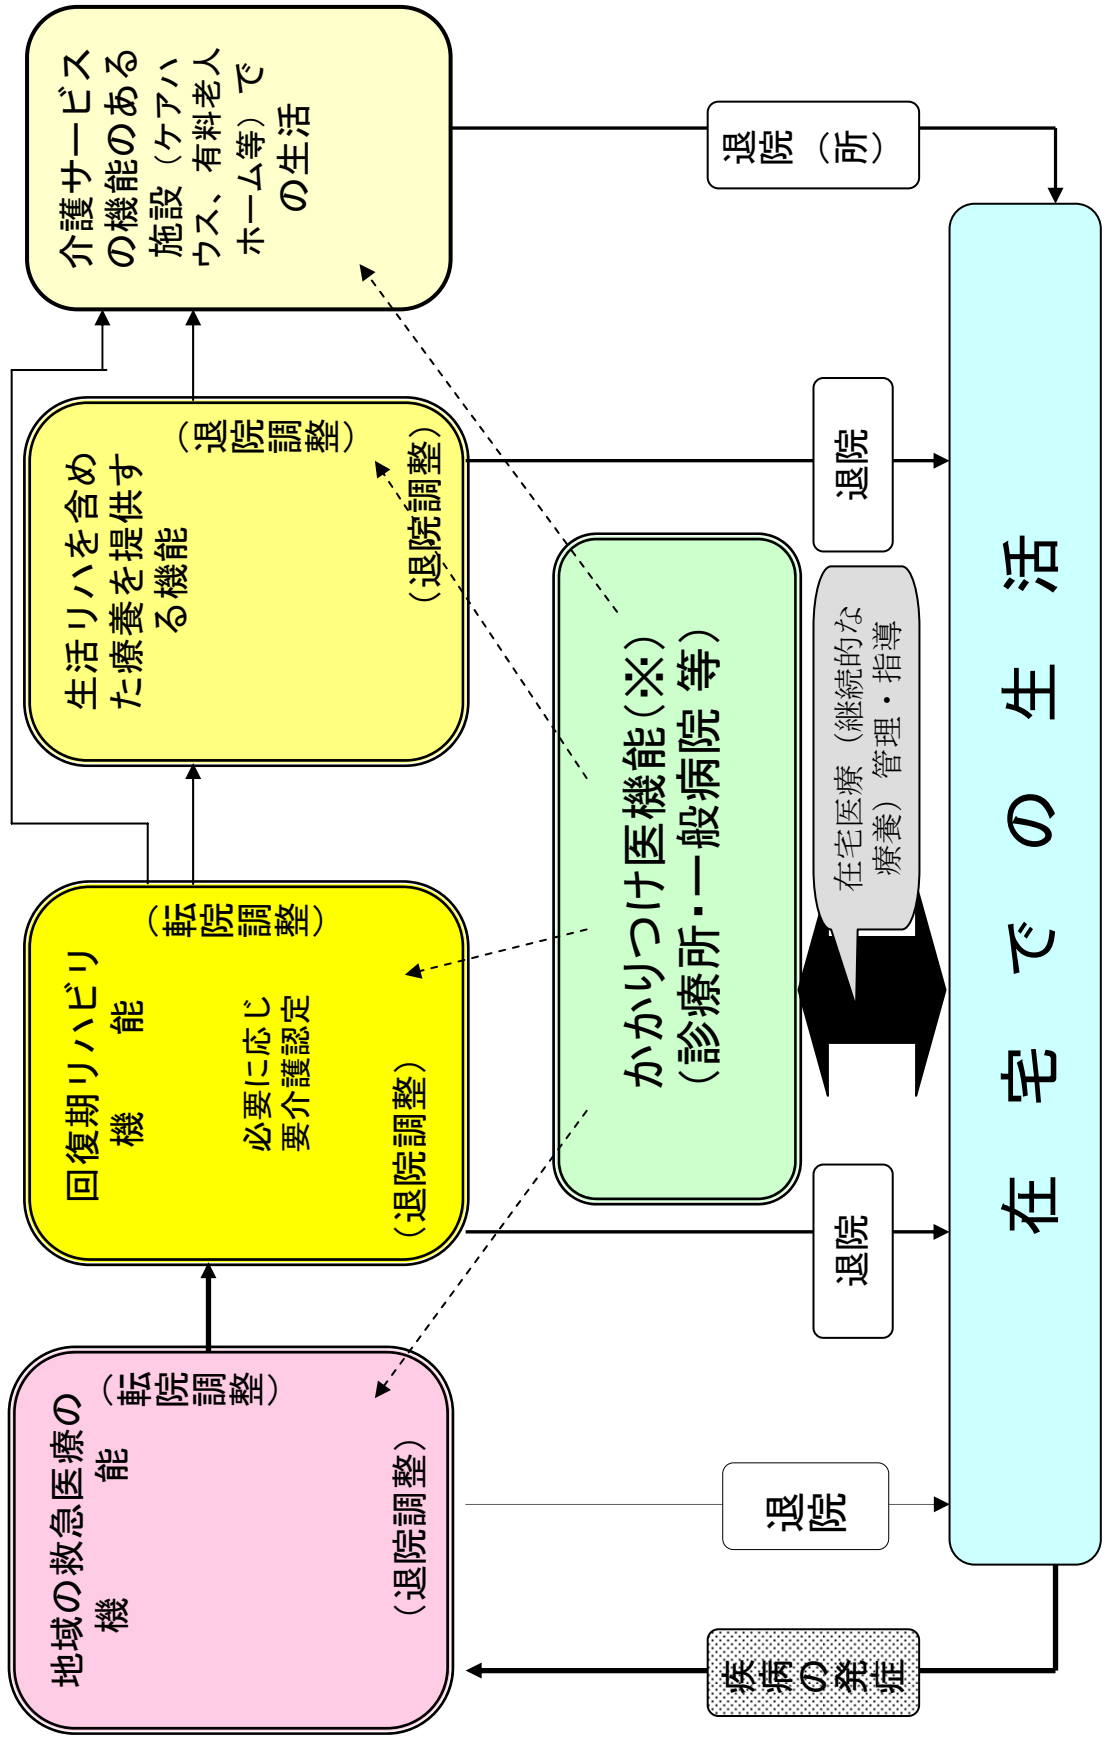 地域の救急医療の
機　能
（転院調整）
（退院調整）
回復期リハビリ
機　能
（転院調整）
必要に応じ
要介護認定
（退院調整）
生活リハを含め
た療養を提供す
る機能
（退院調整）
（退院調整）
介護サービス
の機能のある
施設（ケアハ
ウス、有料老人
ホーム等）で
の生活
かかりつけ医機能(※)
(診療所・一般病院 等)
疾病の発症
退院
退院
在宅医療（継続的な
療養）管理・指導
退院
退院（所）
在宅での生活